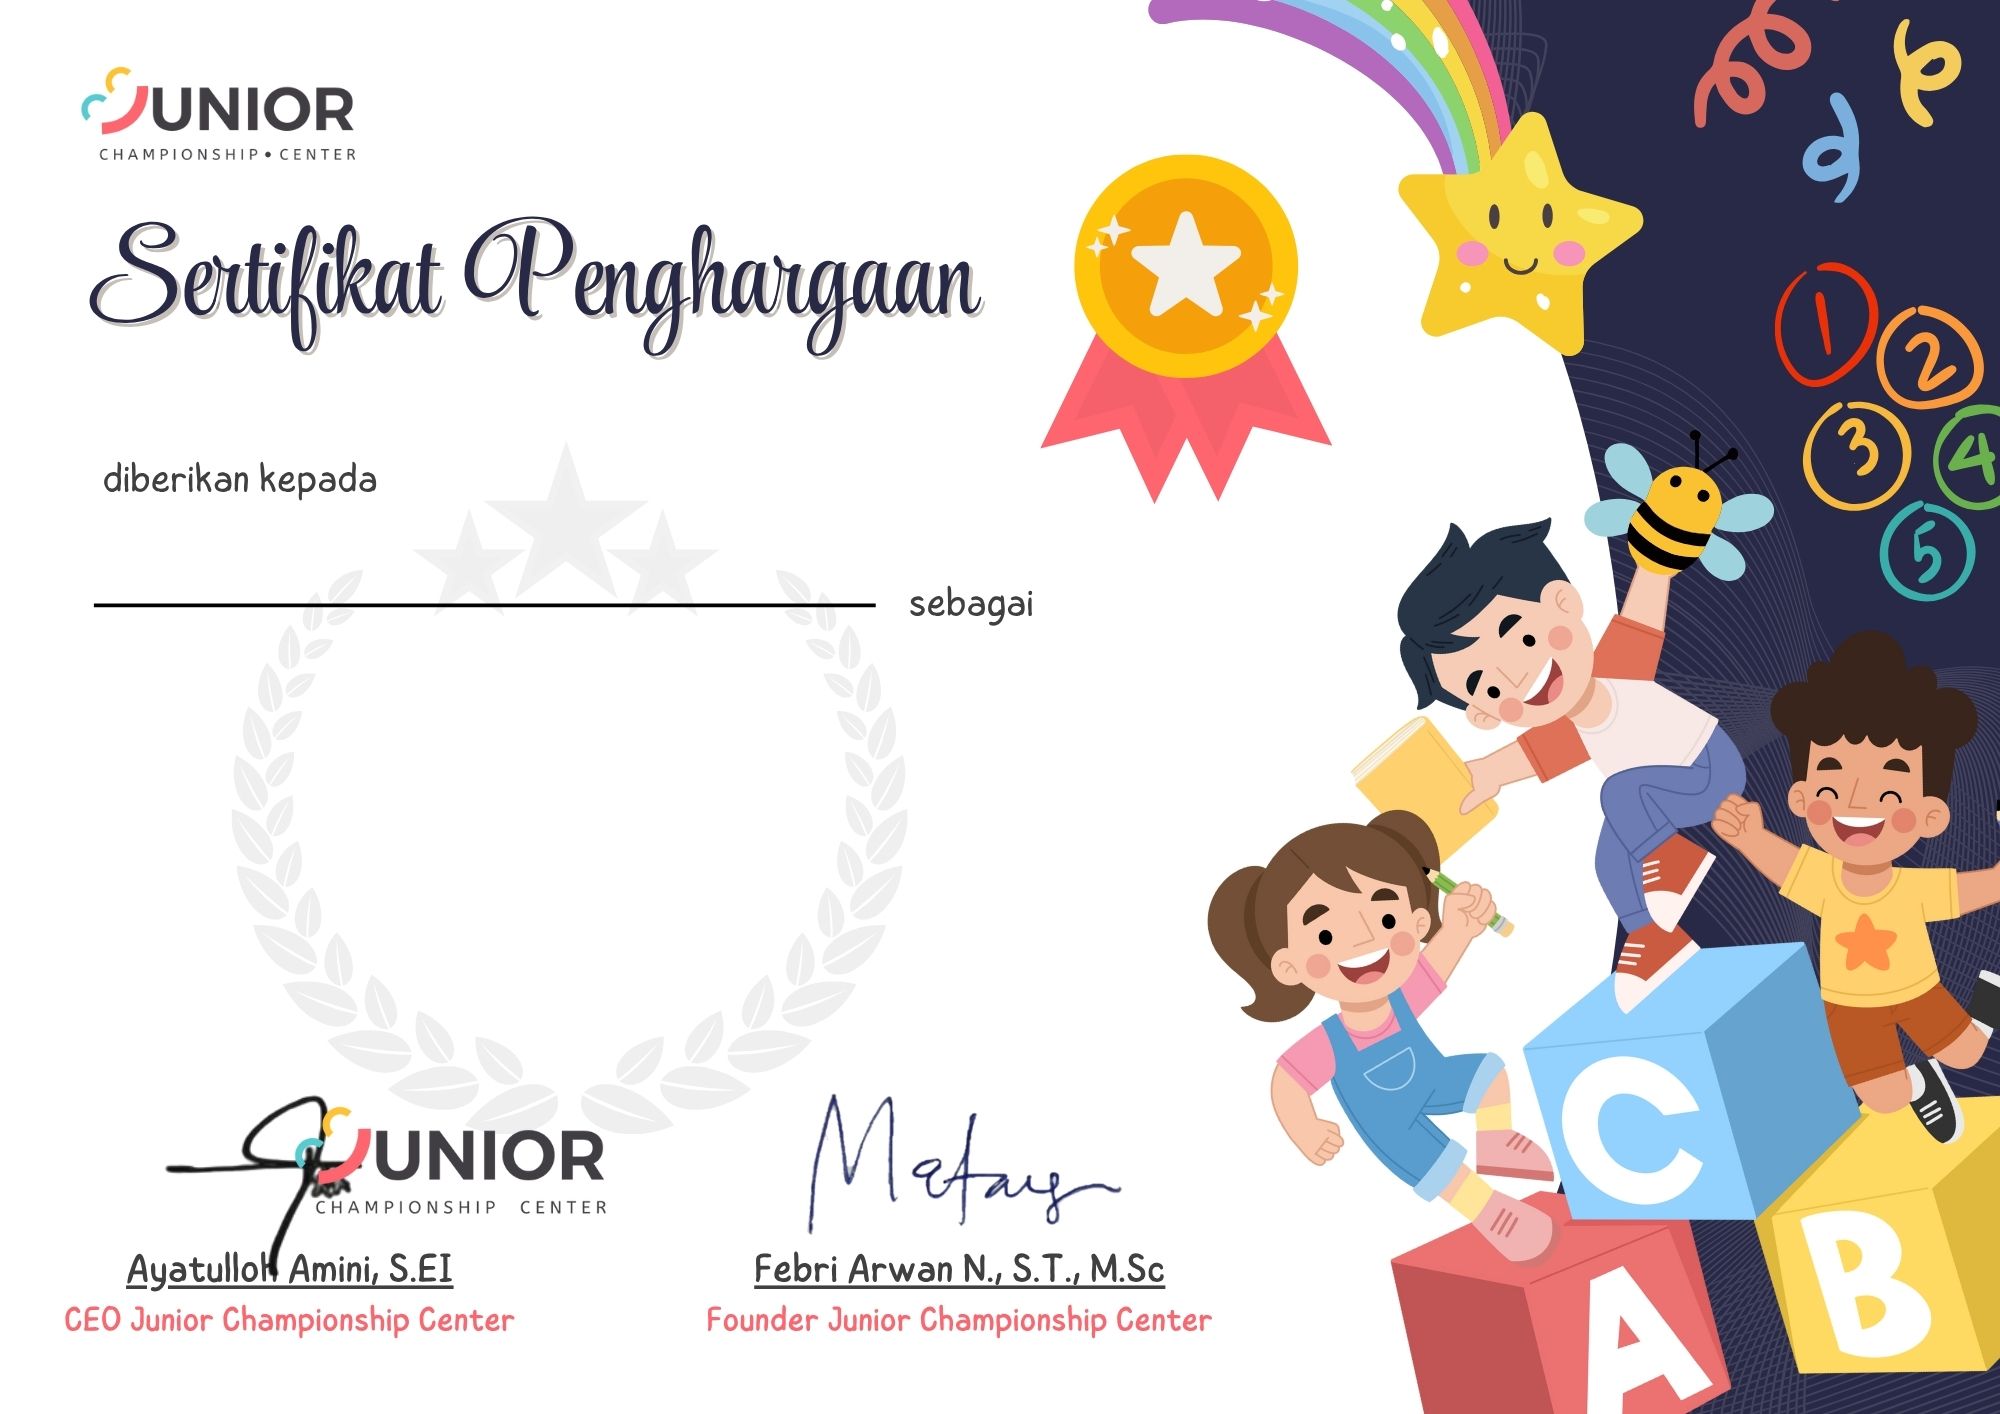 JUNIOR
CHAMPIONSHIP • CENTER
Sertifikat Penghargaan
diberikan kepada
sebagai
1
2
3
4
5
JUNIOR
CHAMPIONSHIP CENTER
Ayatulloh Amini, S.EI
CEO Junior Championship Center
Febri Arwan N., S.T., M.Sc
Founder Junior Championship Center
C
A
B